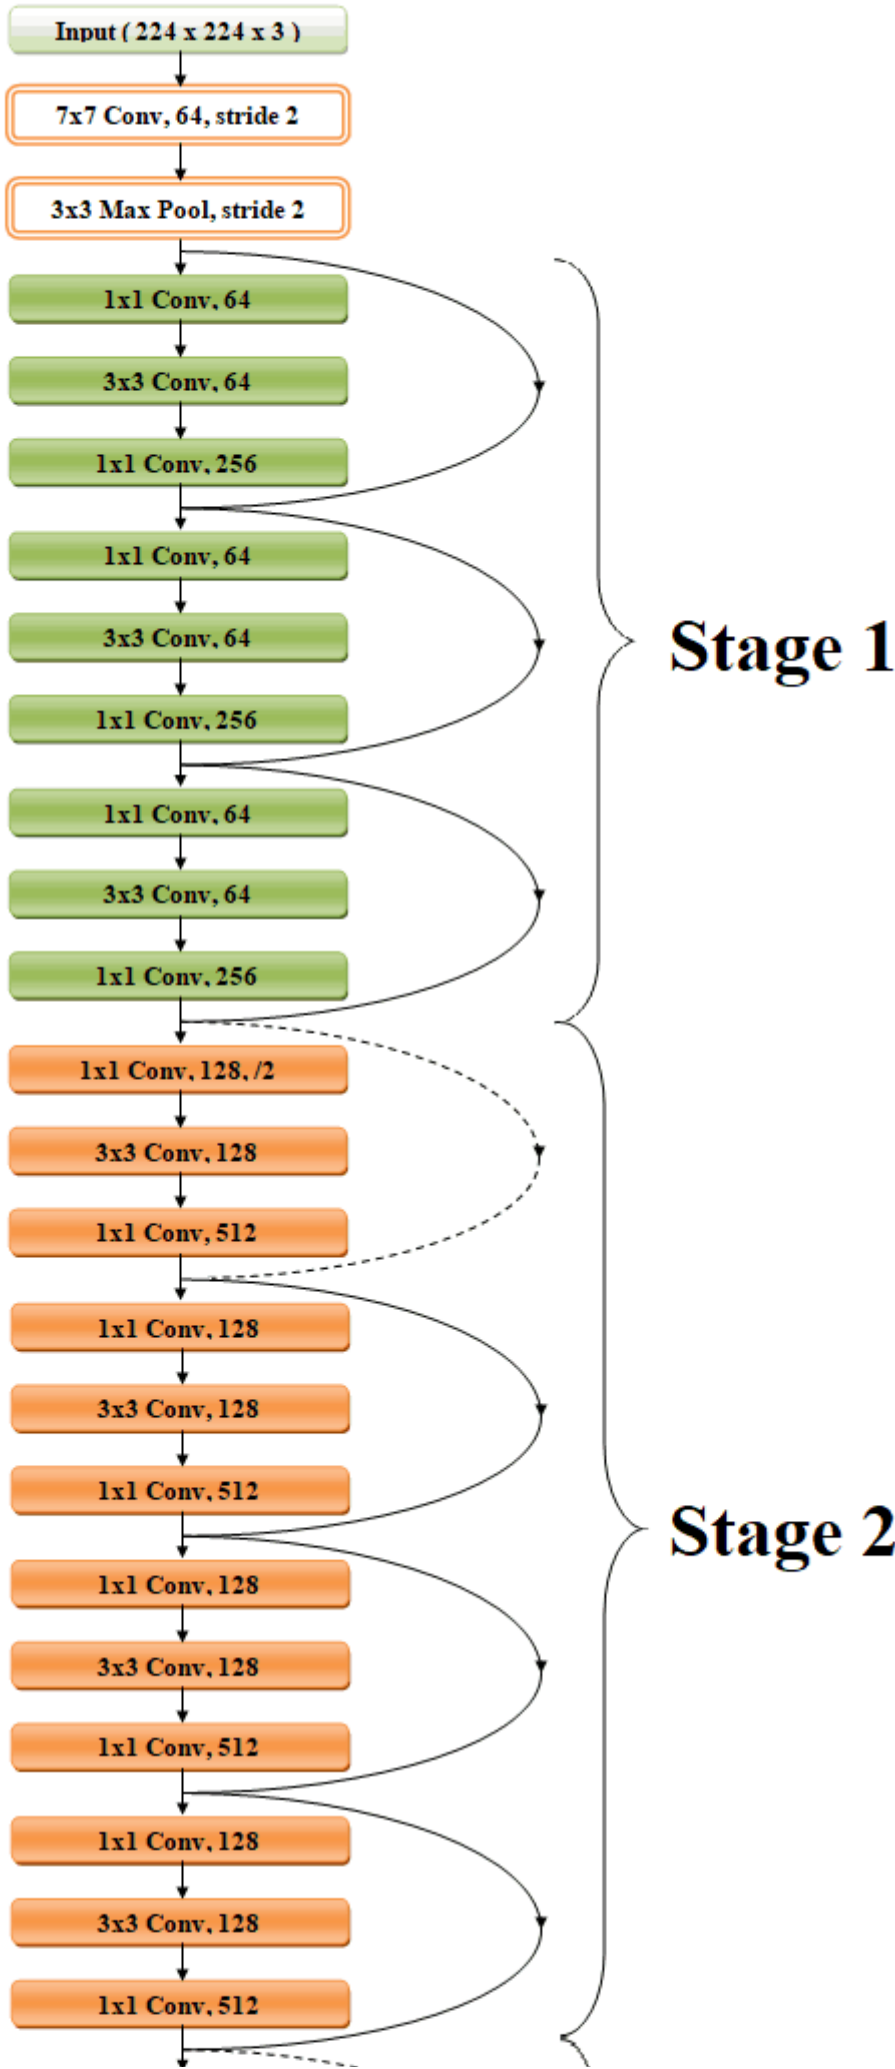 Input ( 224 x 224 x 3 )
7x7 Conv, 64, stride 2
3x3 Max Pool, stride 2
1x1 Conv, 64
3x3 Conv, 64
1x1 Conv, 256
1x1 Conv, 64
3x3 Conv, 64
Stage 1
1x1 Conv, 256
1x1 Conv, 64
3x3 Conv, 64
1x1 Conv, 256
1x1 Conv, 128, /2
3x3 Conv, 128
1x1 Conv, 512
1x1 Conv, 128
3x3 Conv, 128
1x1 Conv, 512
Stage 2
1x1 Conv, 128
3x3 Conv, 128
1x1 Conv, 512
1x1 Conv, 128
3x3 Conv, 128
1x1 Conv, 512